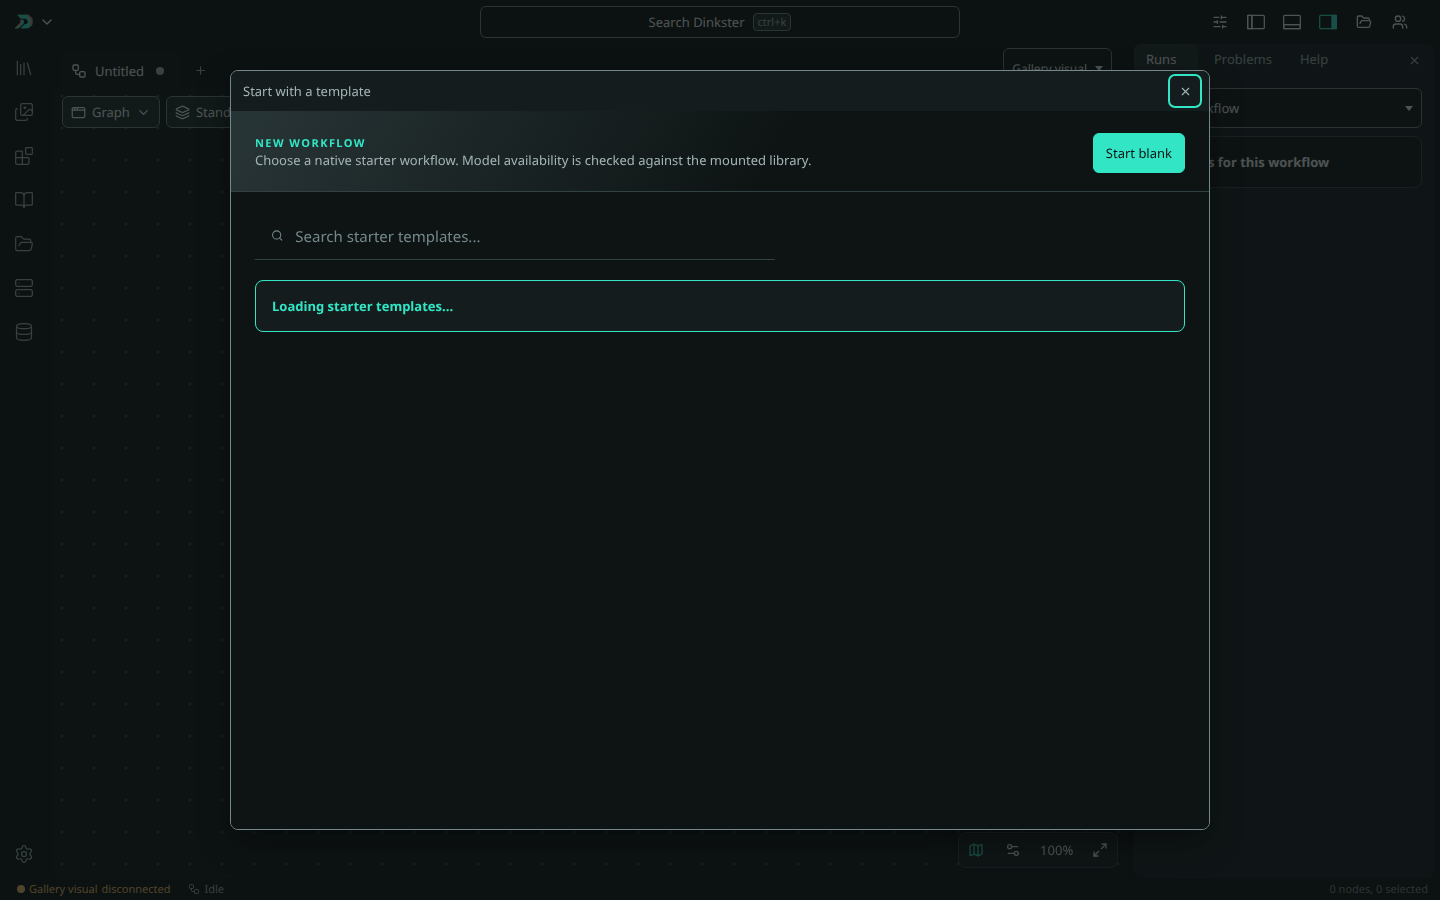 Search Dinkster ctrl+k
Untitled
Gallery visual
Runs Problems Help
Graph
Stand
flow
s for this workflow
Start with a template
NEW WORKFLOW
Choose a native starter workflow. Model availability is checked against the mounted library.
Start blank
Search starter templates...
Loading starter templates...
100%
Gallery visual disconnected Idle
0 nodes, 0 selected